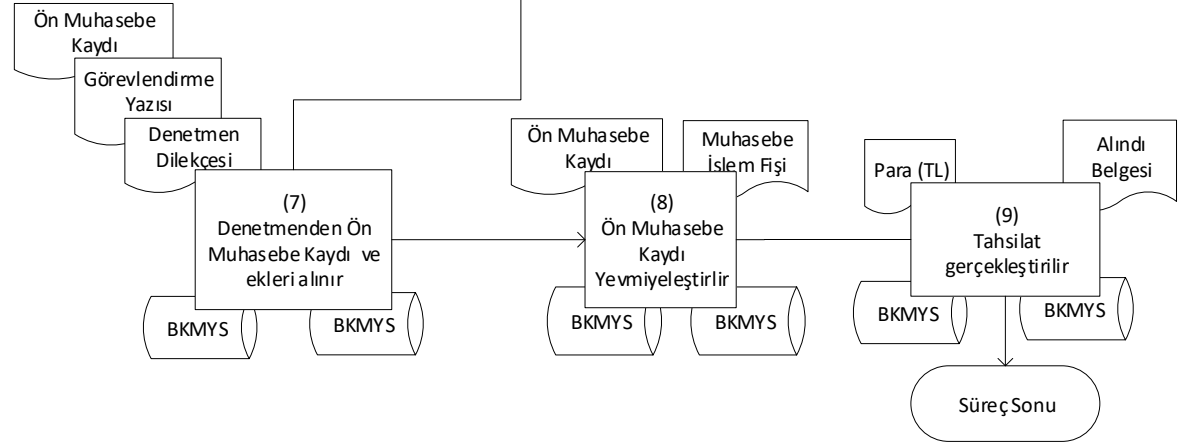 Ön Muhasebe
Kaydı
Görevlendirme
Yazısı
Denetmen
Dilekçesi
(7)
Denetmenden Ön
Muhasebe Kaydı ve
ekleri alınır
BKMYS
BKMYS
Ön Muhasebe
Kaydı
Muhasebe
İşlem Fişi
(8)
Ön Muhasebe
Kaydı
Yevmiyeleştirlir
BKMYS
BKMYS
Para (TL)
Alındı
Belgesi
(9)
Tahsilat
gerçekleştirilir
BKMYS
BKMYS
Süreç Sonu